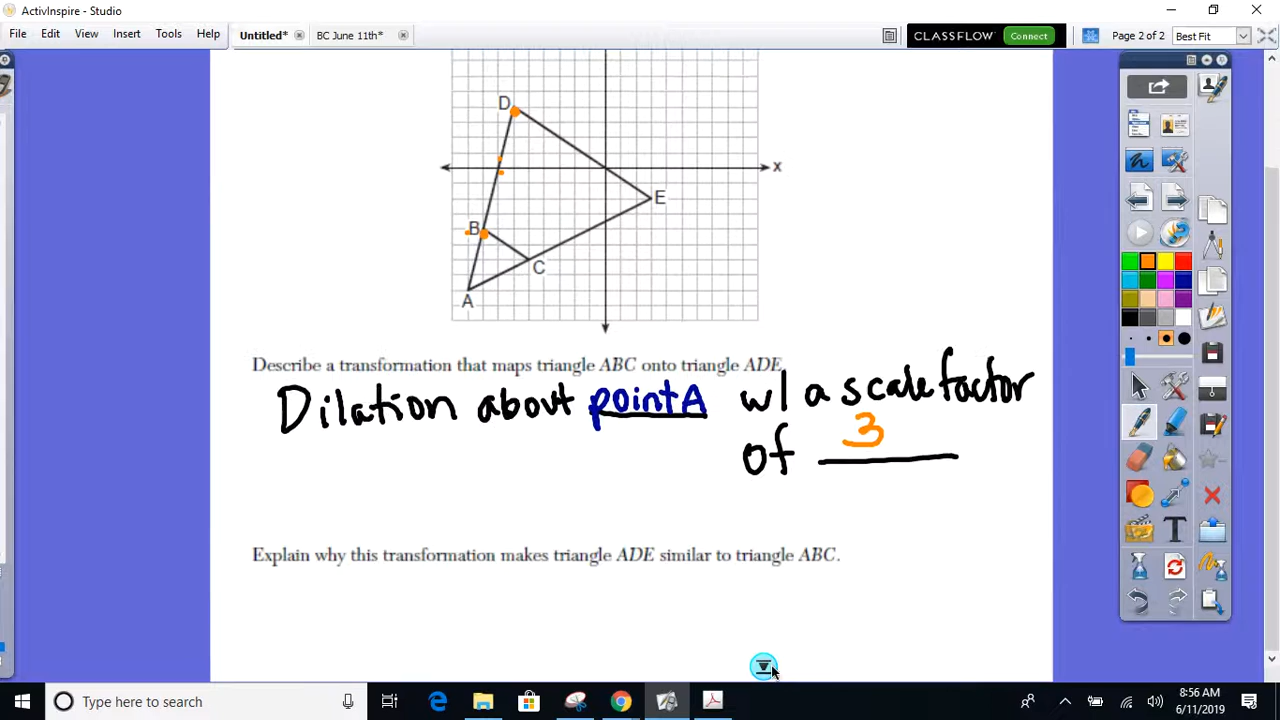 ActivInspire - Studio
File Edit View Insert Tools Help
Untitled* BC June 11th* CLASSFLOW Connect Page 2 of 2 Best Fit
D
x
E
B
C
A
Describe a transformation that maps triangle ABC onto triangle ADE
Dilation about point A w/ a scale factor
of 3
Explain why this transformation makes triangle ADE similar to triangle ABC.
Type here to search
8:56 AM
6/11/2019